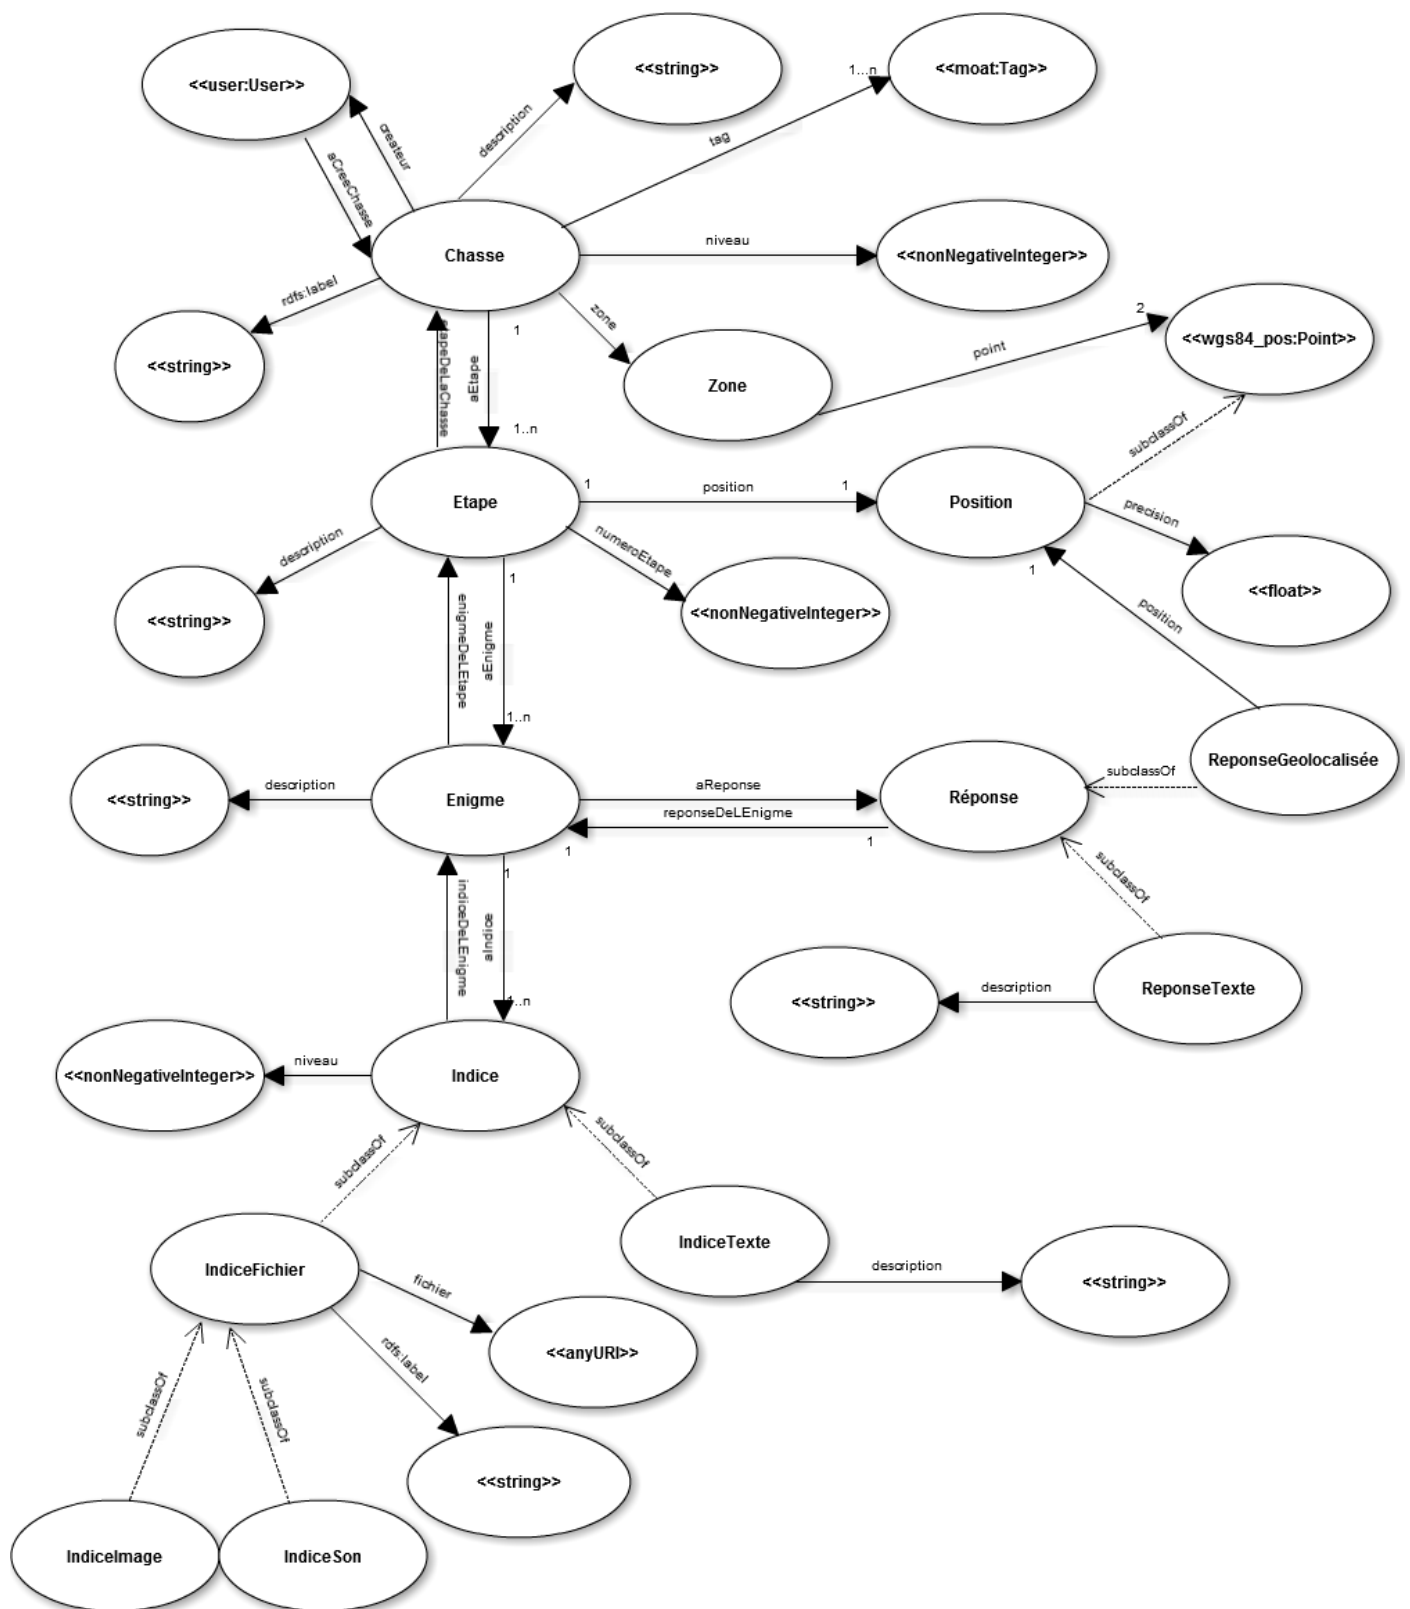 <<string>>
<<moat:Tag>>
1...n
<<user:User>>
description
createur
tag
aCreeChasse
Chasse
niveau
<<nonNegativeInteger>>
rdfs:label
zone
2
<<wgs84_pos:Point>>
1
etapeDeLaChasse
aEtape
point
<<string>>
Zone
1..n
subclassOf
Etape
1
position
1
Position
precision
description
numeroEtape
1
1
<<float>>
<<string>>
<<nonNegativeInteger>>
enigmeDeLEtape
aEnigme
position
1..n
ReponseGeolocalisée
subclassOf
<<string>>
description
Enigme
aReponse
Réponse
reponseDeLEnigme
1
1
1
subclassOf
indiceDeLEnigme
aIndice
<<string>>
description
ReponseTexte
1..n
niveau
<<nonNegativeInteger>>
Indice
subclassOf
subclassOf
IndiceTexte
IndiceFichier
description
<<string>>
fichier
<<anyURI>>
rdfs:label
subclassOf
subclassOf
<<string>>
IndiceImage
IndiceSon